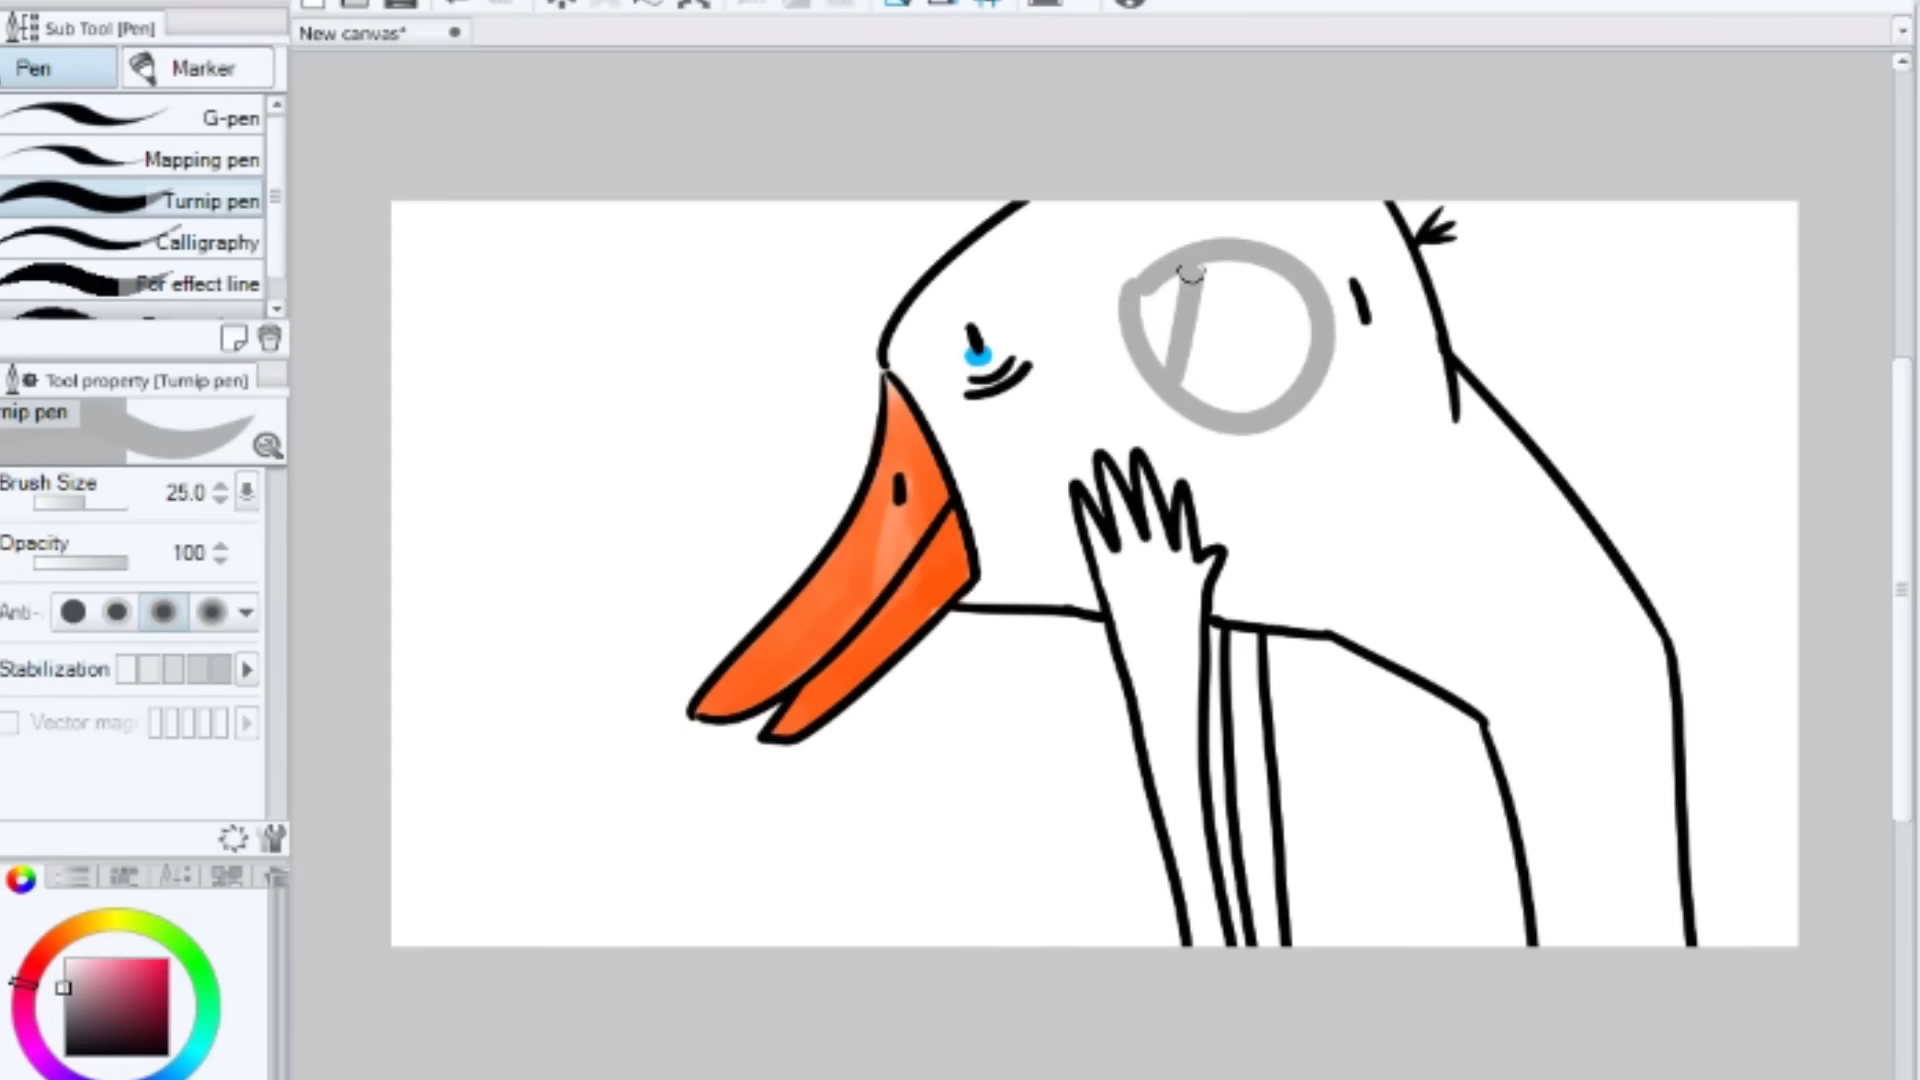 Sub Tool [Pen]
New canvas*
Pen
Marker
G-pen
Mapping pen
Turnip pen
Calligraphy
For effect line
Tool property [Turnip pen]
nip pen
Brush Size
25.0
Opacity
100
Anti-
Stabilization
Vector mag